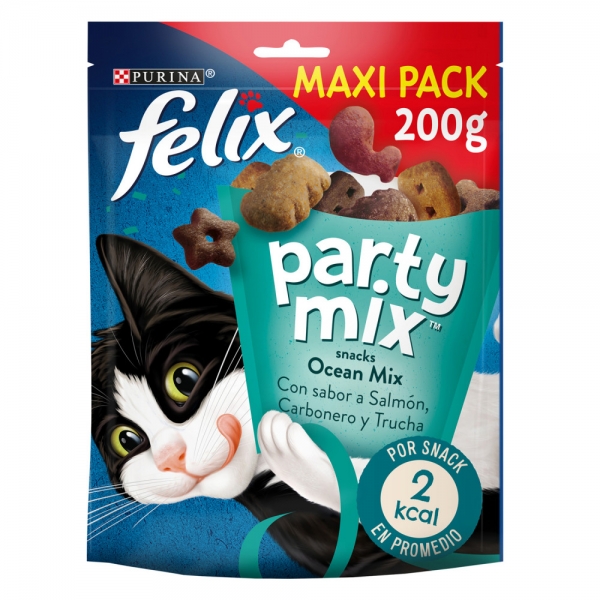 PURINA®
felix®
MAXI PACK
200g
party
mix™
snacks
Ocean Mix
Con sabor a Salmón,
Carbonero y Trucha
POR SNACK
2
kcal
EN PROMEDIO